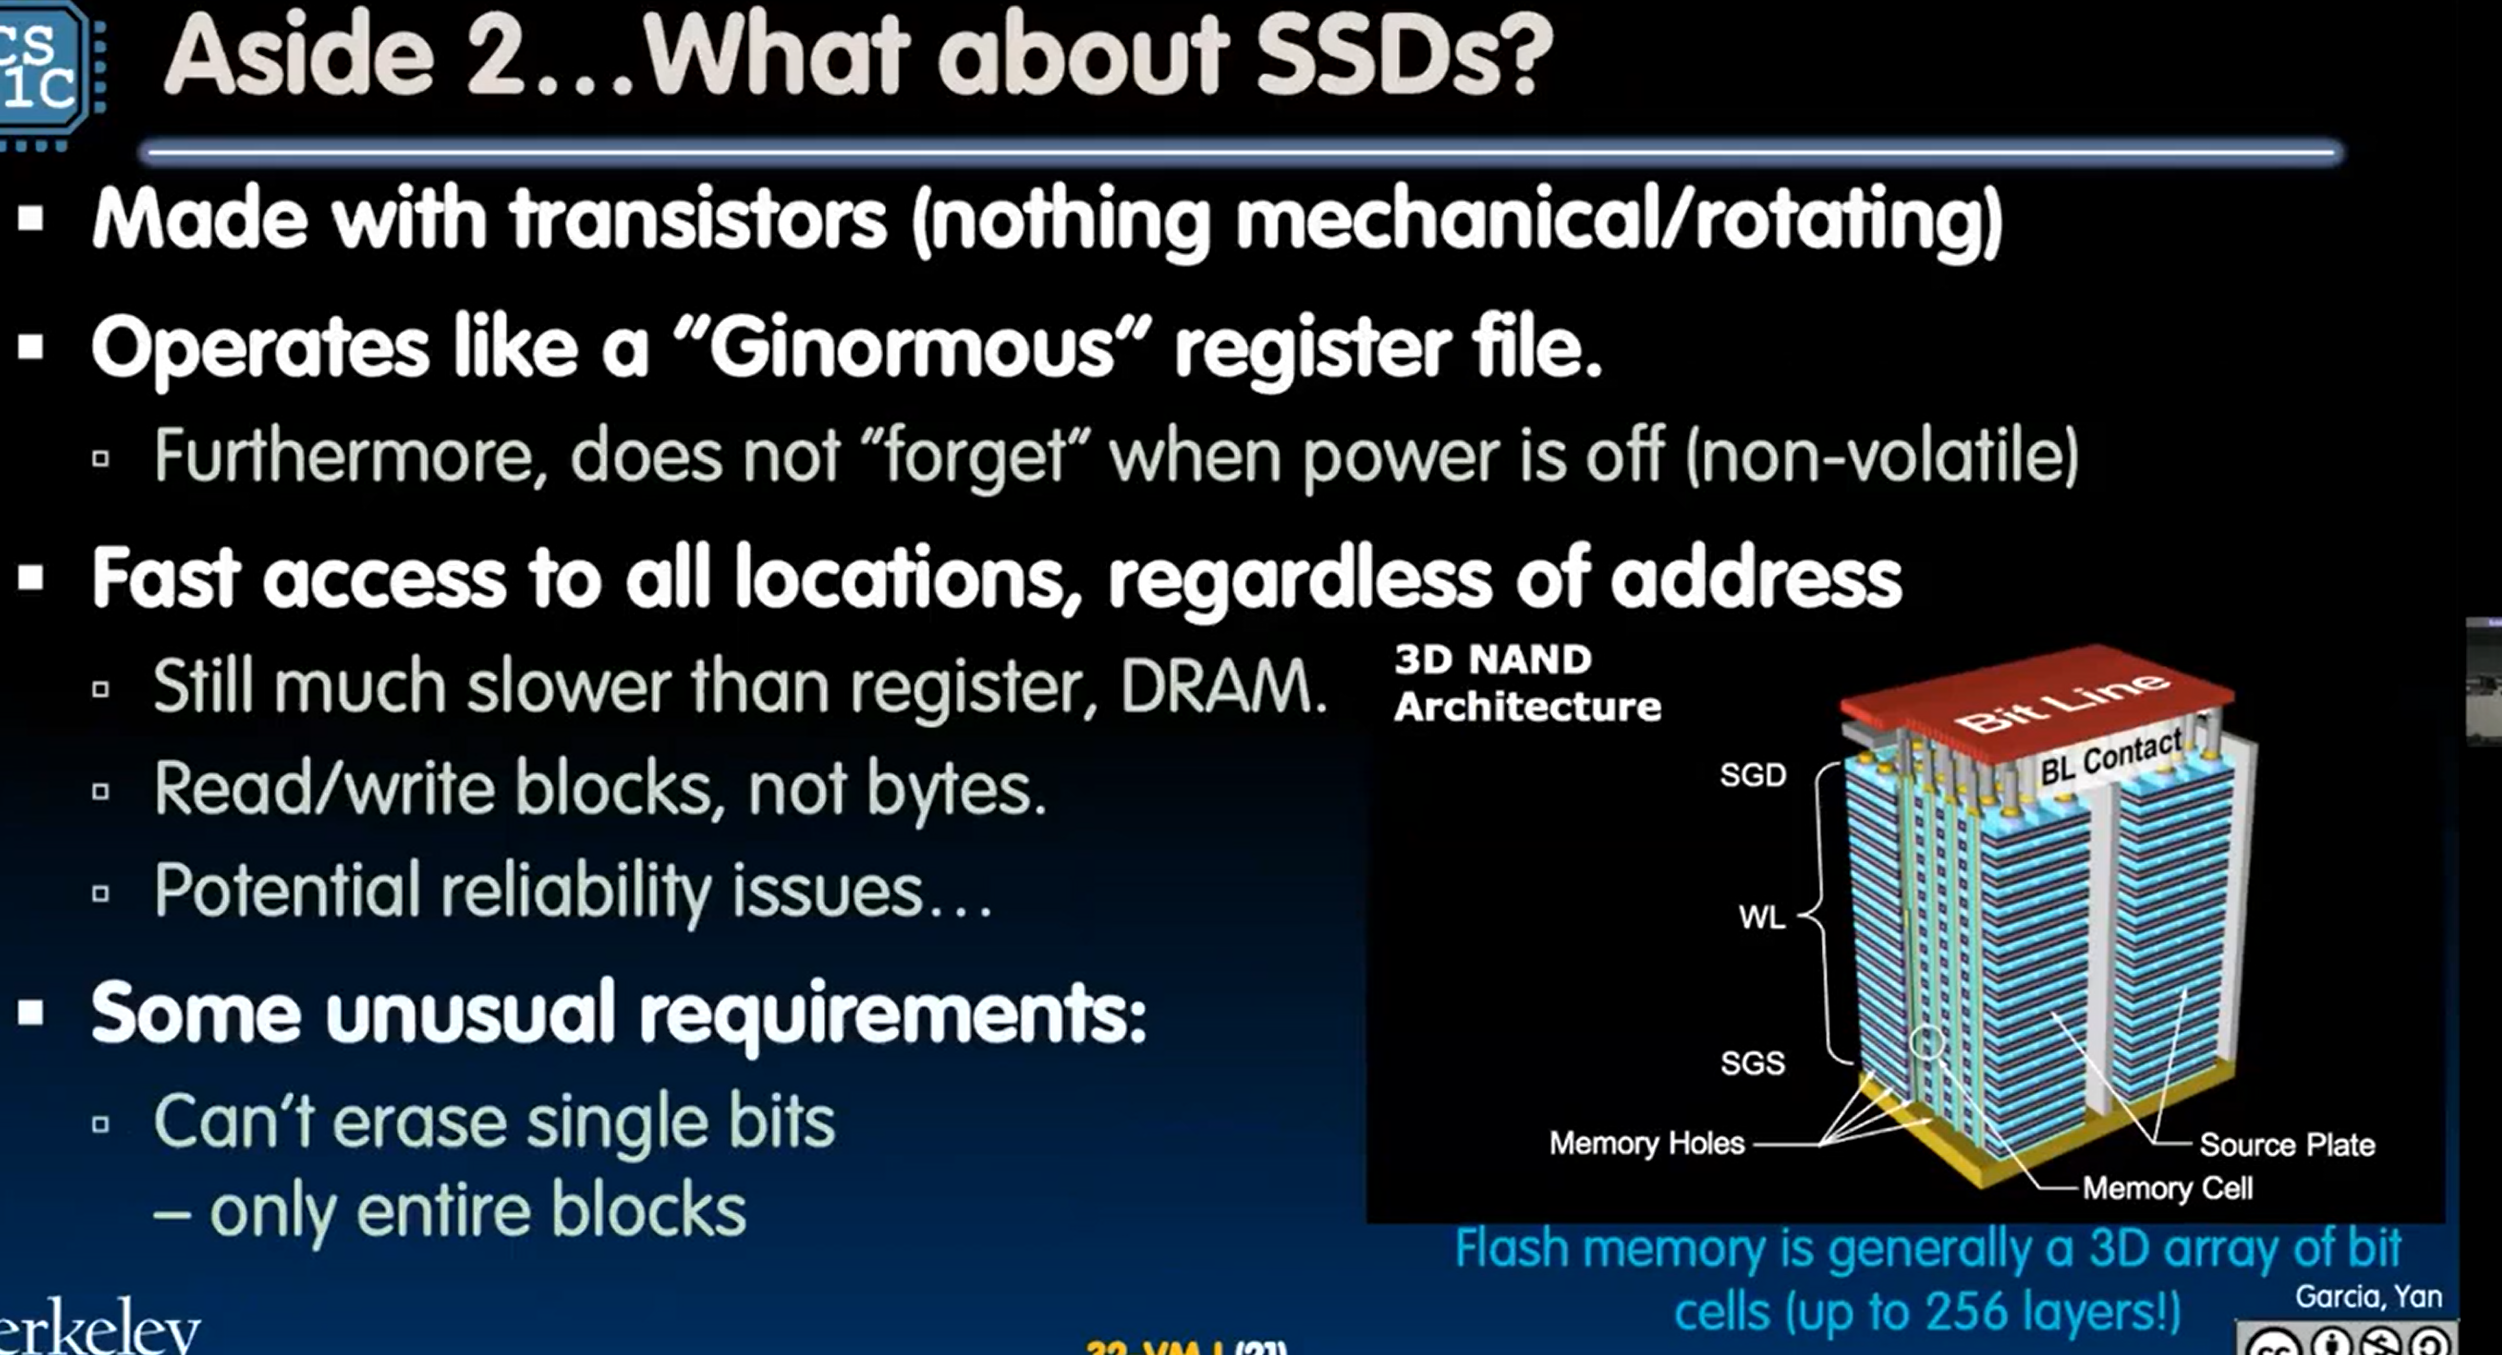 CS
1C
Aside 2...What about SSDs?
Made with transistors (nothing mechanical/rotating)
Operates like a "Ginormous" register file.
Furthermore, does not "forget" when power is off (non-volatile)
Fast access to all locations, regardless of address
Still much slower than register, DRAM.
Read/write blocks, not bytes.
Potential reliability issues...
Some unusual requirements:
Can't erase single bits
– only entire blocks
3D NAND
Architecture
Bit Line
BL Contact
SGD
WL
SGS
Memory Holes
Source Plate
Memory Cell
Flash memory is generally a 3D array of bit
cells (up to 256 layers!)
Garcia, Yan
erkeley
32-VM I (21)
cc